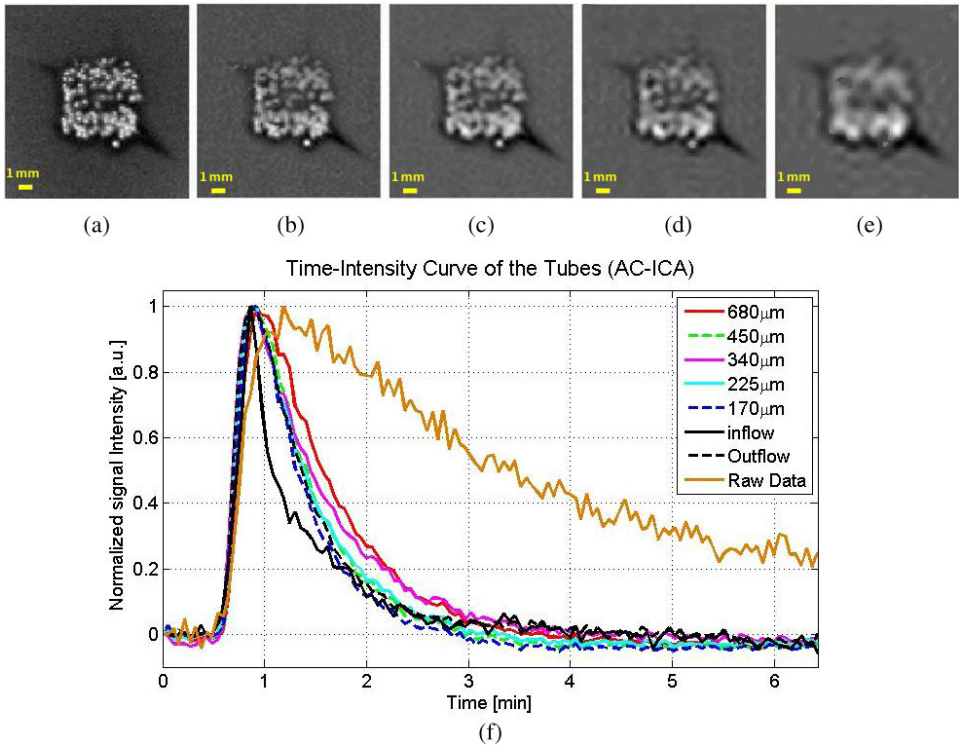 1 mm
1 mm
1 mm
1 mm
1 mm
(a)
(b)
(c)
(d)
(e)
Time-Intensity Curve of the Tubes (AC-ICA)
Normalized signal Intensity [a.u.]
1
0.8
0.6
0.4
0.2
0
680μm
450μm
340μm
225μm
170μm
inflow
Outflow
Raw Data
0 1 2 3 4 5 6
Time [min]
(f)